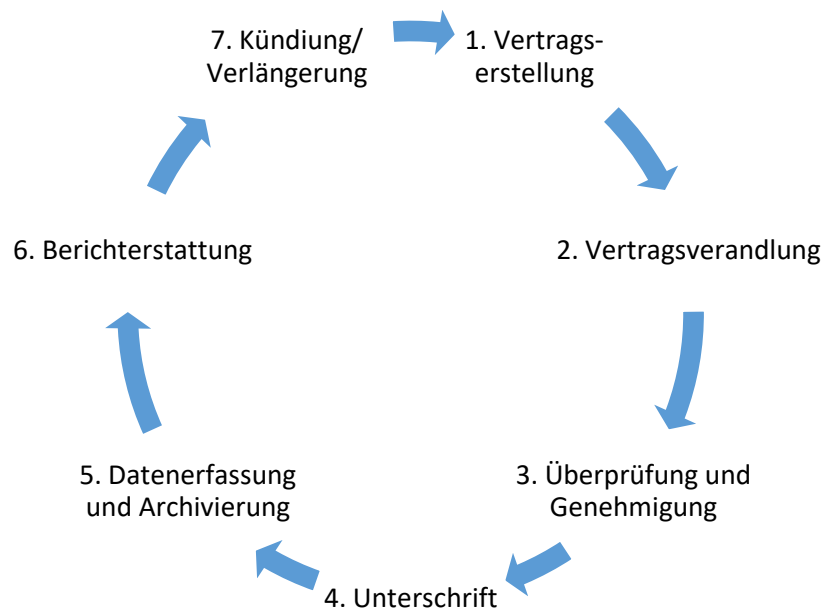 1. Vertrags-
erstellung
2. Vertragsverandlung
3. Überprüfung und
Genehmigung
4. Unterschrift
5. Datenerfassung
und Archivierung
6. Berichterstattung
7. Kündiung/
Verlängerung